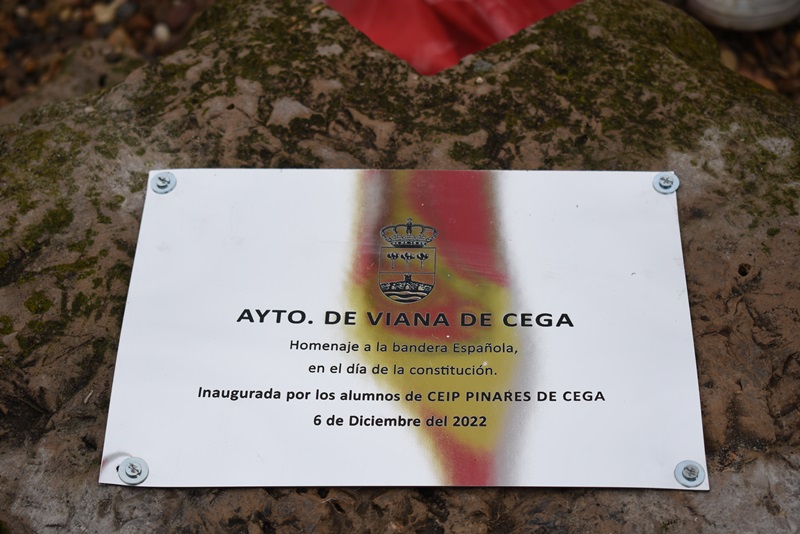 AYTO. DE VIANA DE CEGA
Homenaje a la bandera Española,
en el día de la constitución.
Inaugurada por los alumnos de CEIP PINARES DE CEGA
6 de Diciembre del 2022